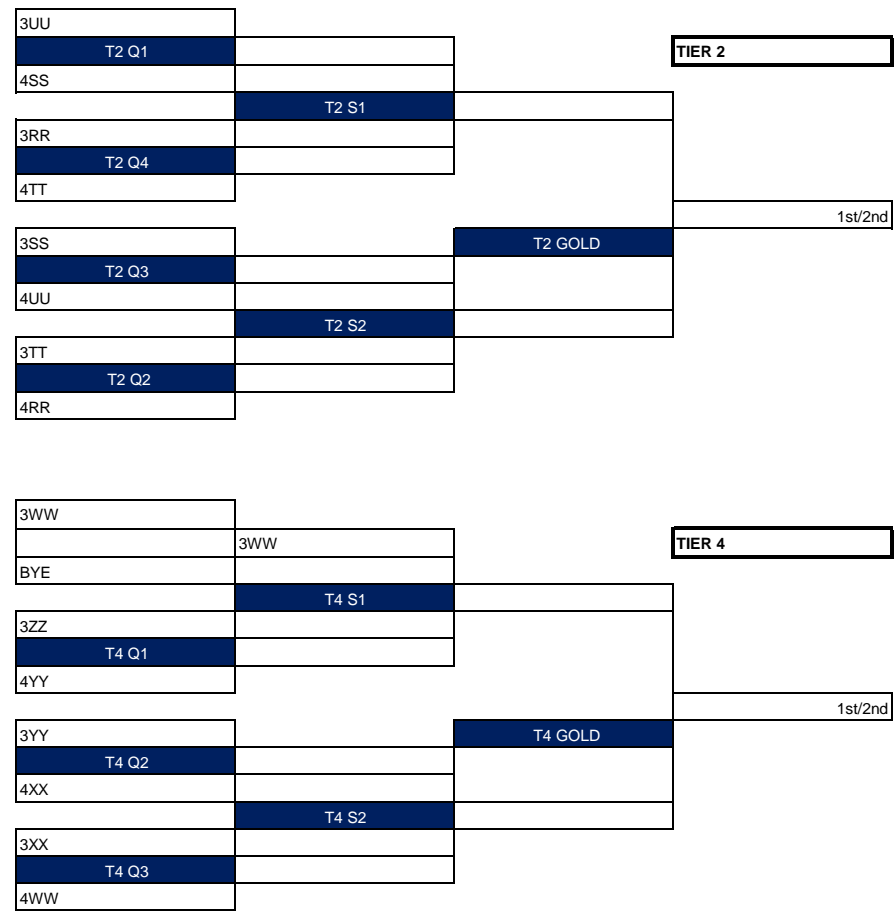 3UU
T2 Q1
TIER 2
4SS
T2 S1
3RR
T2 Q4
4TT
1st/2nd
3SS
T2 GOLD
T2 Q3
4UU
T2 S2
3TT
T2 Q2
4RR
3WW
3WW
TIER 4
BYE
T4 S1
3ZZ
T4 Q1
4YY
1st/2nd
3YY
T4 GOLD
T4 Q2
4XX
T4 S2
3XX
T4 Q3
4WW